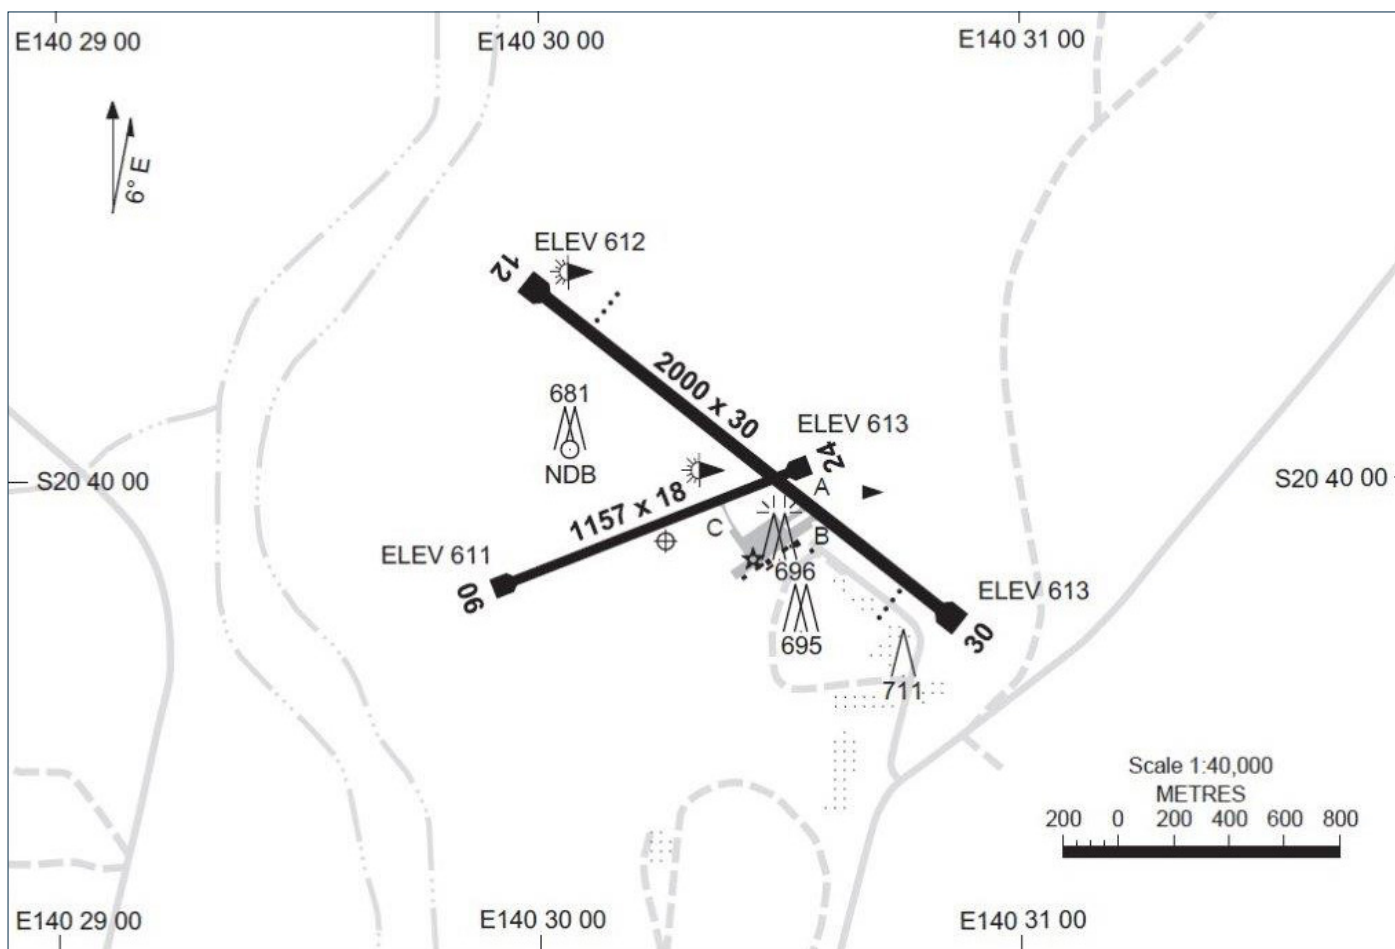 E140 29 00
E140 30 00
E140 31 00
6° E
ELEV 612
12
2000 x 30
681
NDB
ELEV 613
24
S20 40 00
S20 40 00
A
1157 x 18
C
B
ELEV 611
06
696
ELEV 613
30
695
711
Scale 1:40,000
METRES
200 0 200 400 600 800
E140 29 00
E140 30 00
E140 31 00